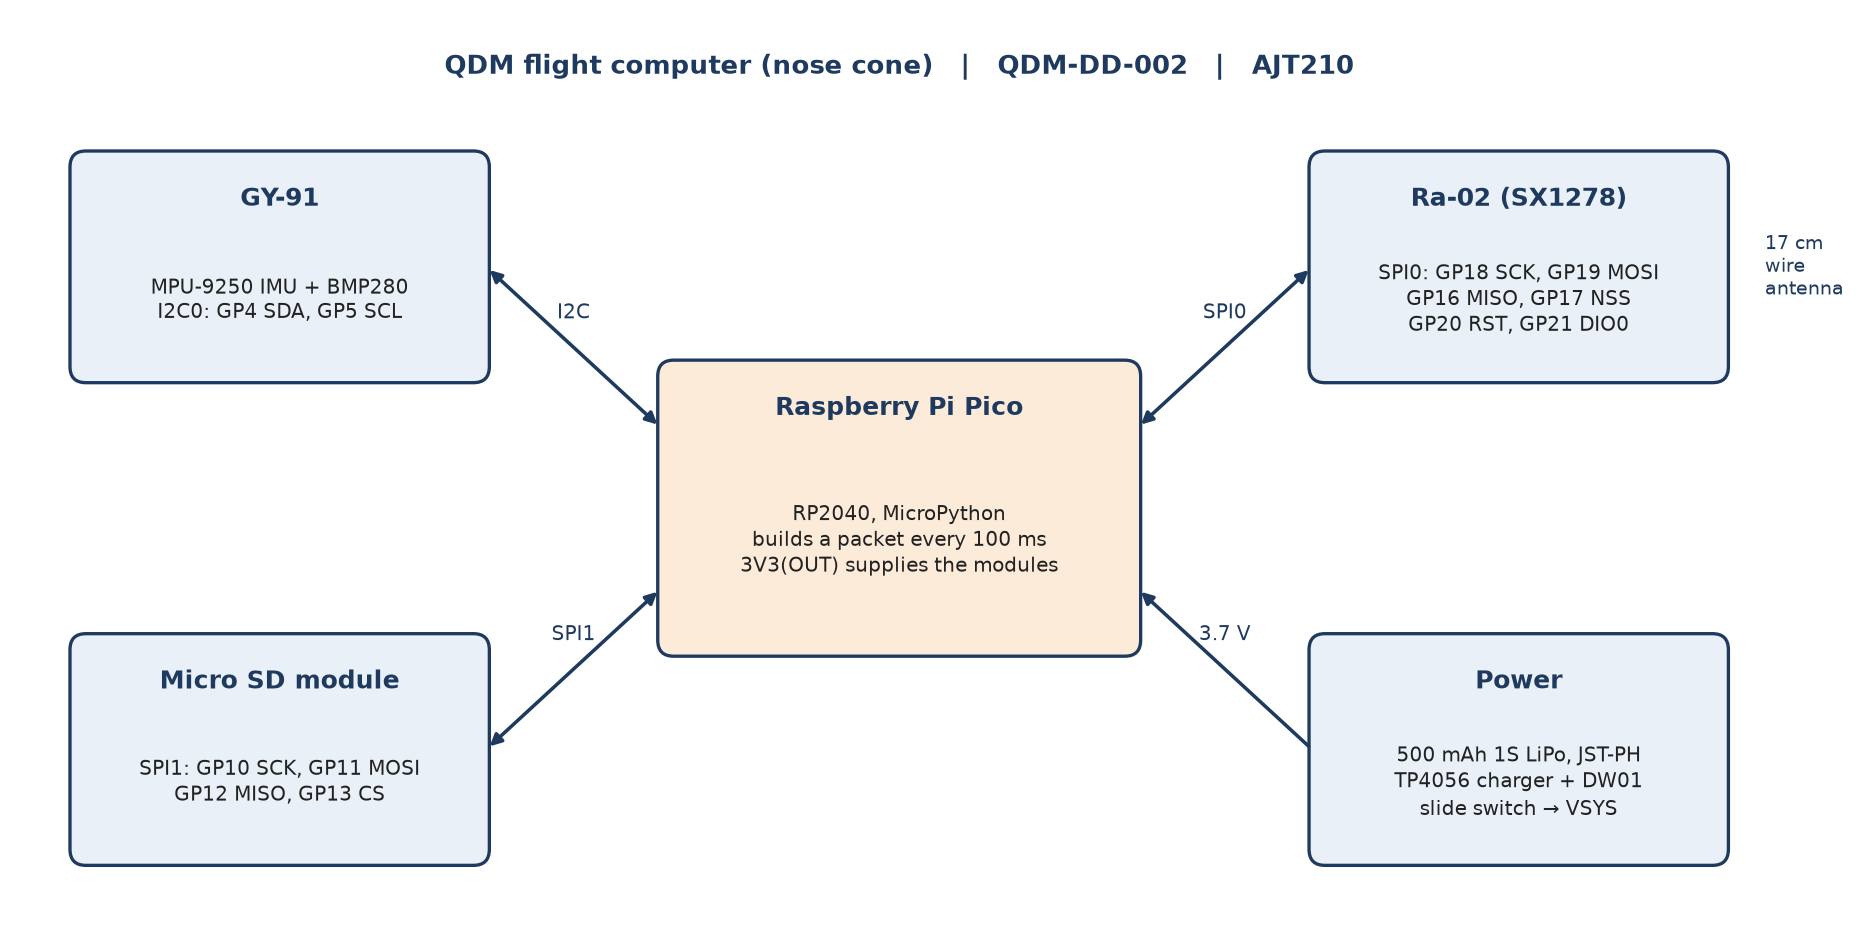 QDM flight computer (nose cone) | QDM-DD-002 | AJT210
GY-91
MPU-9250 IMU + BMP280
I2C0: GP4 SDA, GP5 SCL
I2C
Ra-02 (SX1278)
SPI0: GP18 SCK, GP19 MOSI
GP16 MISO, GP17 NSS
GP20 RST, GP21 DIO0
17 cm
wire
antenna
SPI0
Raspberry Pi Pico
RP2040, MicroPython
builds a packet every 100 ms
3V3(OUT) supplies the modules
SPI1
3.7 V
Micro SD module
SPI1: GP10 SCK, GP11 MOSI
GP12 MISO, GP13 CS
Power
500 mAh 1S LiPo, JST-PH
TP4056 charger + DW01
slide switch → VSYS